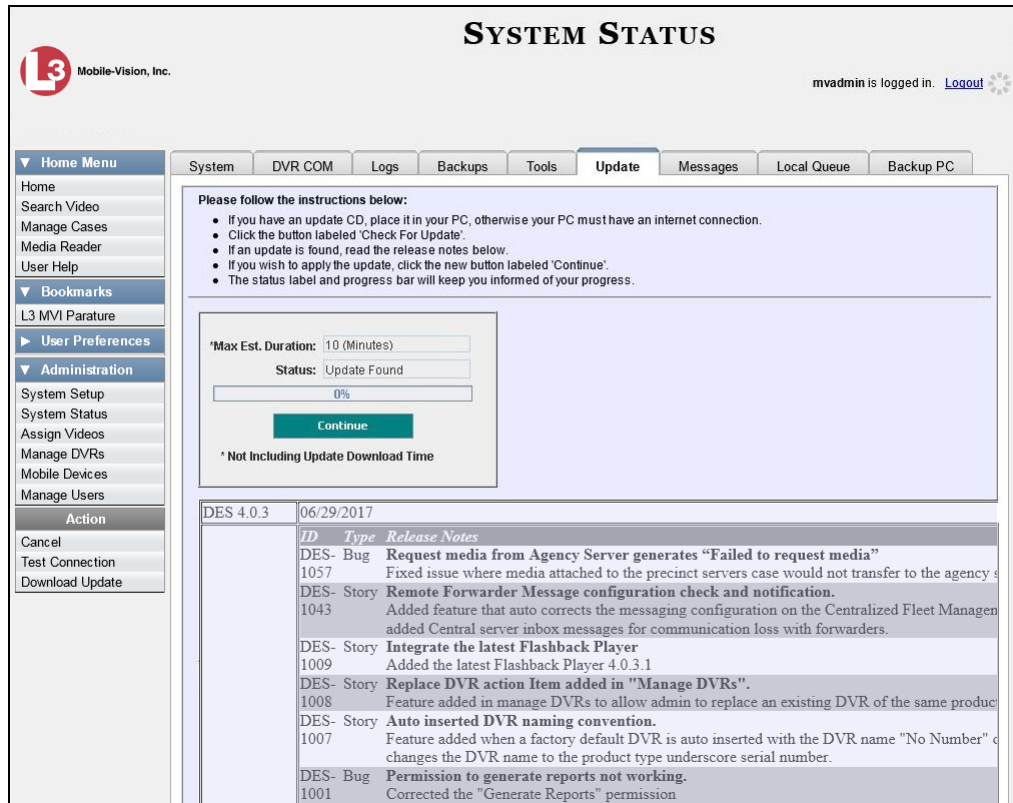 SYSTEM STATUS
L3 Mobile-Vision, Inc.
mvadmin is logged in. Logout
▼ Home Menu
Home
Search Video
Manage Cases
Media Reader
User Help
▼ Bookmarks
L3 MVI Parature
► User Preferences
▼ Administration
System Setup
System Status
Assign Videos
Manage DVRs
Mobile Devices
Manage Users
Action
Cancel
Test Connection
Download Update
System DVR COM Logs Backups Tools Update Messages Local Queue Backup PC
Please follow the instructions below:
• If you have an update CD, place it in your PC, otherwise your PC must have an internet connection.
• Click the button labeled 'Check For Update'.
• If an update is found, read the release notes below.
• If you wish to apply the update, click the new button labeled 'Continue'.
• The status label and progress bar will keep you informed of your progress.
*Max Est. Duration: 10 (Minutes)
Status: Update Found
0%
Continue
* Not Including Update Download Time
DES 4.0.3 06/29/2017
ID Type Release Notes
DES- Bug Request media from Agency Server generates “Failed to request media”
1057 Fixed issue where media attached to the precinct servers case would not transfer to the agency s
DES- Story Remote Forwarder Message configuration check and notification.
1043 Added feature that auto corrects the messaging configuration on the Centralized Fleet Managen
added Central server inbox messages for communication loss with forwarders.
DES- Story Integrate the latest Flashback Player
1009 Added the latest Flashback Player 4.0.3.1
DES- Story Replace DVR action Item added in "Manage DVRs".
1008 Feature added in manage DVRs to allow admin to replace an existing DVR of the same produc
DES- Story Auto inserted DVR naming convention.
1007 Feature added when a factory default DVR is auto inserted with the DVR name "No Number"
changes the DVR name to the product type underscore serial number.
DES- Bug Permission to generate reports not working.
1001 Corrected the "Generate Reports" permission